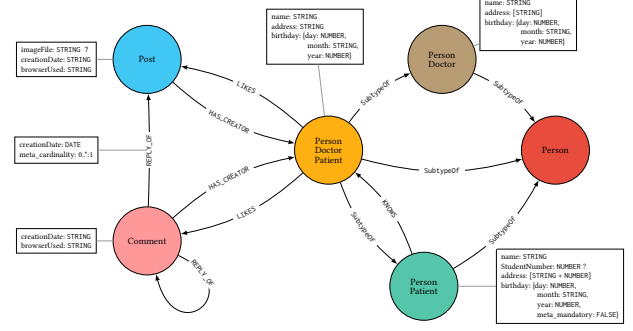 name: STRING
address: STRING
birthday: {day: NUMBER,
month: STRING,
year: NUMBER}
name: STRING
address: [STRING]
birthday: {day: NUMBER,
month: STRING,
year: NUMBER}
imageFile: STRING ?
creationDate: STRING
browserUsed: STRING
Post
Person
Doctor
LIKES
SubtypeOf
SubtypeOf
HAS_CREATOR
creationDate: DATE
meta_cardinality: 0..*:1
REPLY_OF
Person
Doctor
Patient
Person
SubtypeOf
HAS_CREATOR
KNOWS
LIKES
SubtypeOf
SubtypeOf
creationDate: STRING
browserUsed: STRING
Comment
REPLY_OF
Person
Patient
name: STRING
StudentNumber: NUMBER ?
address: [STRING + NUMBER]
birthday: {day: NUMBER,
month: STRING,
year: NUMBER,
meta_mandatory: FALSE}